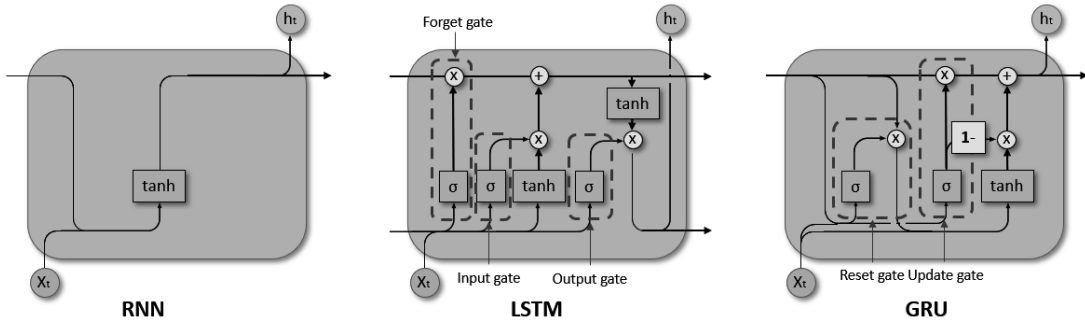 hₜ
tanh
Xₜ
RNN
Forget gate
hₜ
x
+
tanh
x
x
σ
σ
tanh
σ
Input gate
Output gate
Xₜ
LSTM
hₜ
x
+
x
1-
x
σ
σ
tanh
Reset gate
Update gate
Xₜ
GRU